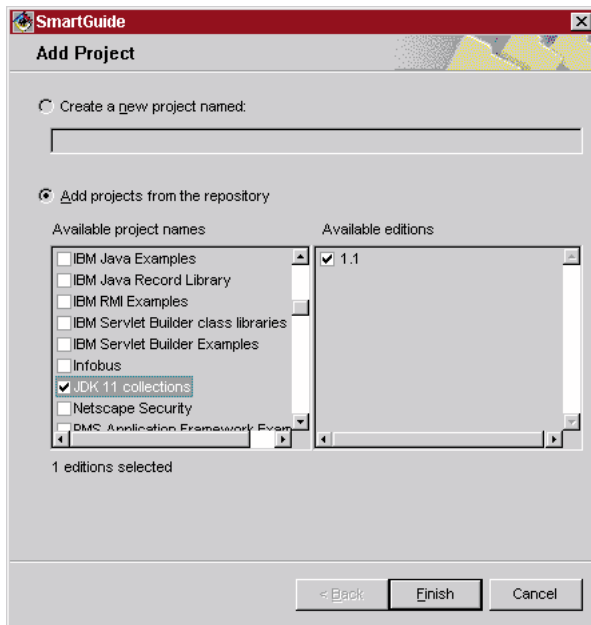 SmartGuide
Add Project
Create a new project named:
Add projects from the repository
Available project names
Available editions
IBM Java Examples
IBM Java Record Library
IBM RMI Examples
IBM Servlet Builder class libraries
IBM Servlet Builder Examples
Infobus
JDK 11 collections
Netscape Security
Application Framework
1.1
1 editions selected
< Back
Finish
Cancel